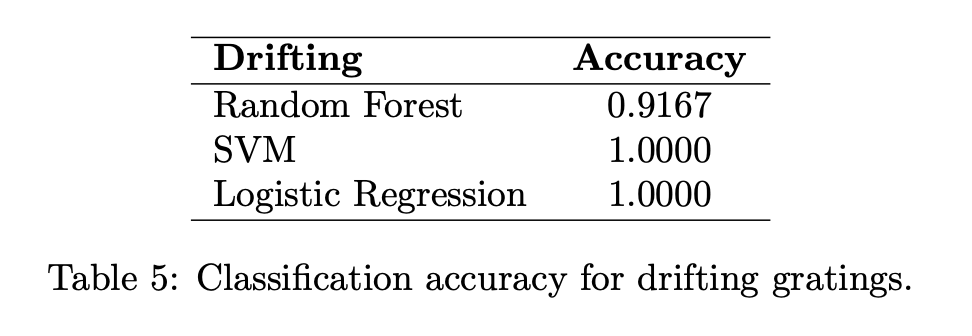 Drifting Accuracy
Random Forest 0.9167
SVM 1.0000
Logistic Regression 1.0000
Table 5: Classification accuracy for drifting gratings.